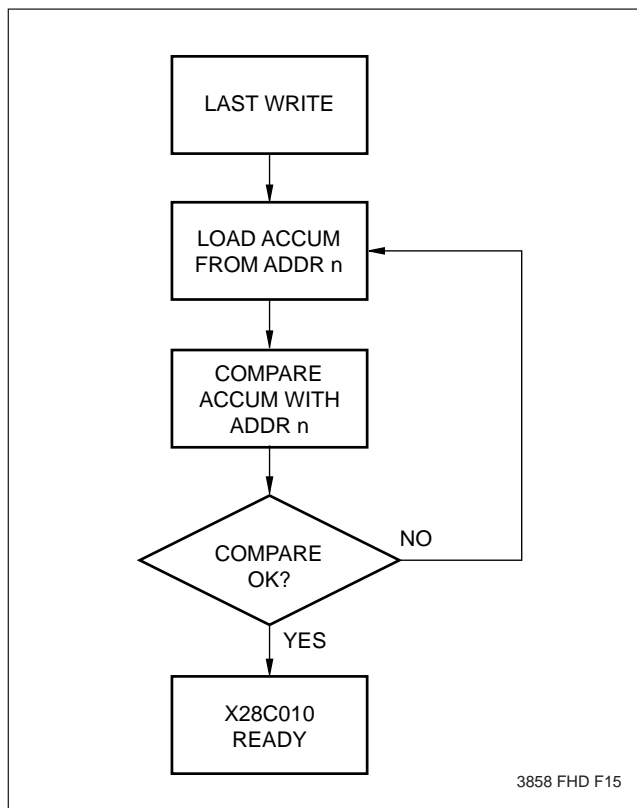 LAST WRITE
LOAD ACCUM
FROM ADDR n
COMPARE
ACCUM WITH
ADDR n
COMPARE
OK?
NO
YES
X28C010
READY
3858 FHD F15